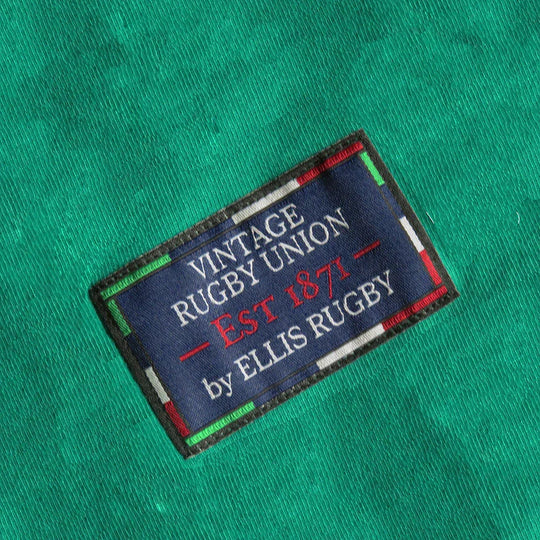 VINTAGE
RUGBY UNION
— EST 1871 —
by ELLIS RUGBY